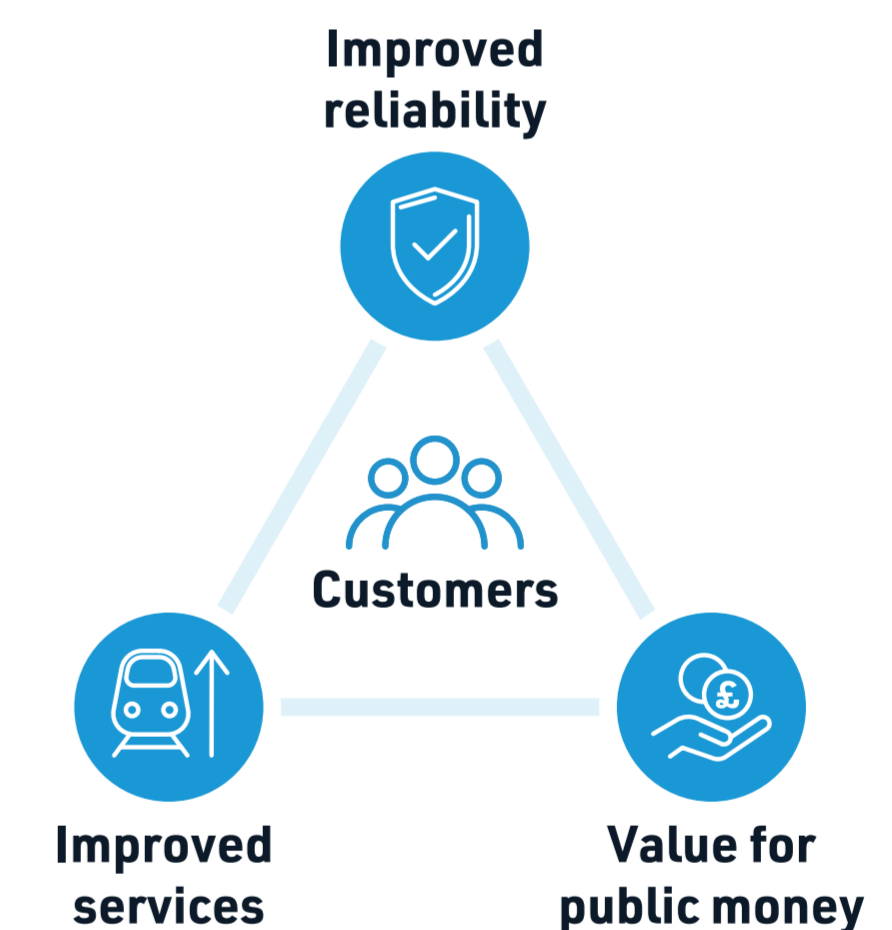 Improved
reliability
Customers
£
Improved
services
Value for
public money